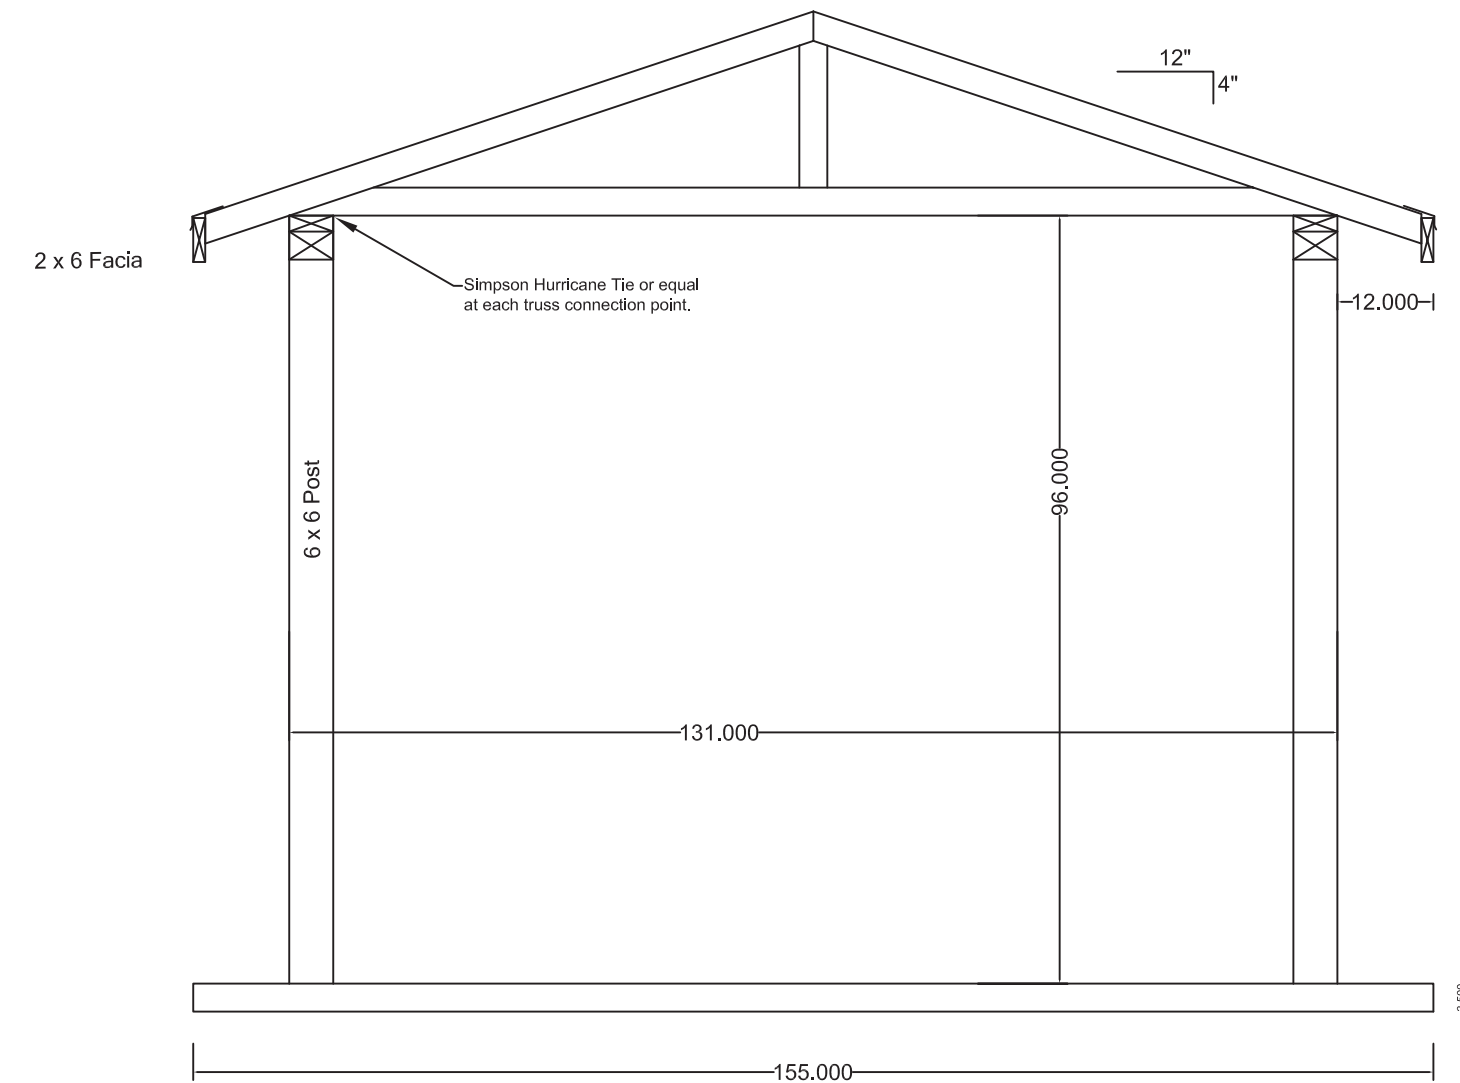 12"
4"
2 x 6 Facia
Simpson Hurricane Tie or equal
at each truss connection point.
12.000
6 x 6 Post
96.000
131.000
155.000